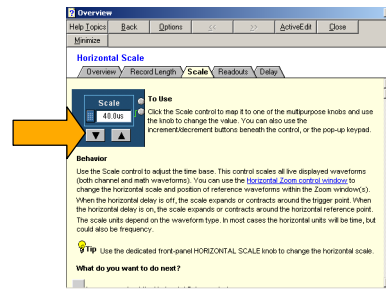 Overview
Help Topics Back Options << >> ActiveEdit Close
Minimize
Horizontal Scale
Overview Record Length Scale Readouts Delay
Scale
40.0us
To Use
Click the Scale control to map it to one of the multipurpose knobs and use
the knob to change the value. You can also use the
increment/decrement buttons beneath the control, or the pop-up keypad.
Behavior
Use the Scale control to adjust the time base. This control scales all live displayed waveforms
(both channel and math waveforms). You can use the Horizontal Zoom control window to
change the horizontal scale and position of reference waveforms within the Zoom window(s).
When the horizontal delay is off, the scale expands or contracts around the trigger point. When
the horizontal delay is on, the scale expands or contracts around the horizontal reference point.
The scale units depend on the waveform type. In most cases the horizontal units will be time, but
could also be frequency.
Tip Use the dedicated front-panel HORIZONTAL SCALE knob to change the horizontal scale.
What do you want to do next?